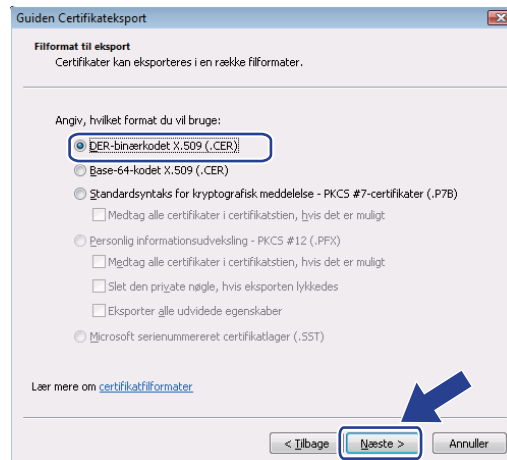 Guiden Certifikateksport
Filformat til eksport
Certifikater kan eksporteres i en række filformater.
Angiv, hvilket format du vil bruge:
DER-binærkodet X.509 (.CER)
Base-64-kodet X.509 (.CER)
Standardsyntaks for kryptografisk meddelelse - PKCS #7-certifikater (.P7B)
Medtag alle certifikater i certifikatstien, hvis det er muligt
Personlig informationsudveksling - PKCS #12 (.PFX)
Medtag alle certifikater i certifikatstien, hvis det er muligt
Slet den private nøgle, hvis eksporten lykkedes
Eksporter alle udvidede egenskaber
Microsoft serienummereret certifikatlager (.SST)
Lær mere om certifikatfilformater
< Tilbage Næste > Annuller